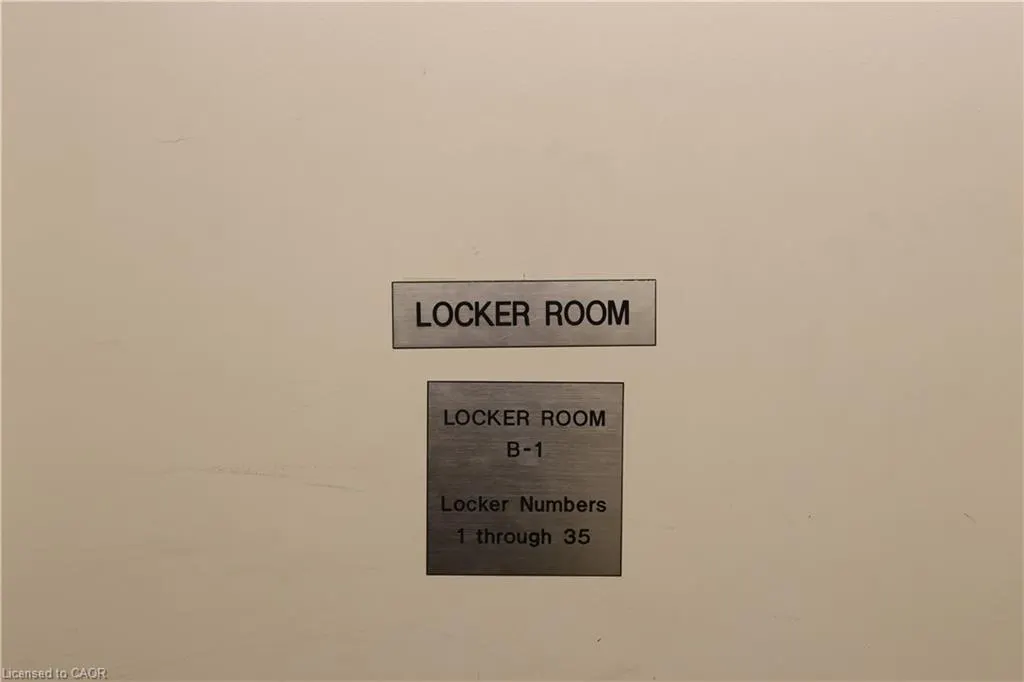 LOCKER ROOM
LOCKER ROOM
B-1
Locker Numbers
1 through 35
Licensed to CAOR